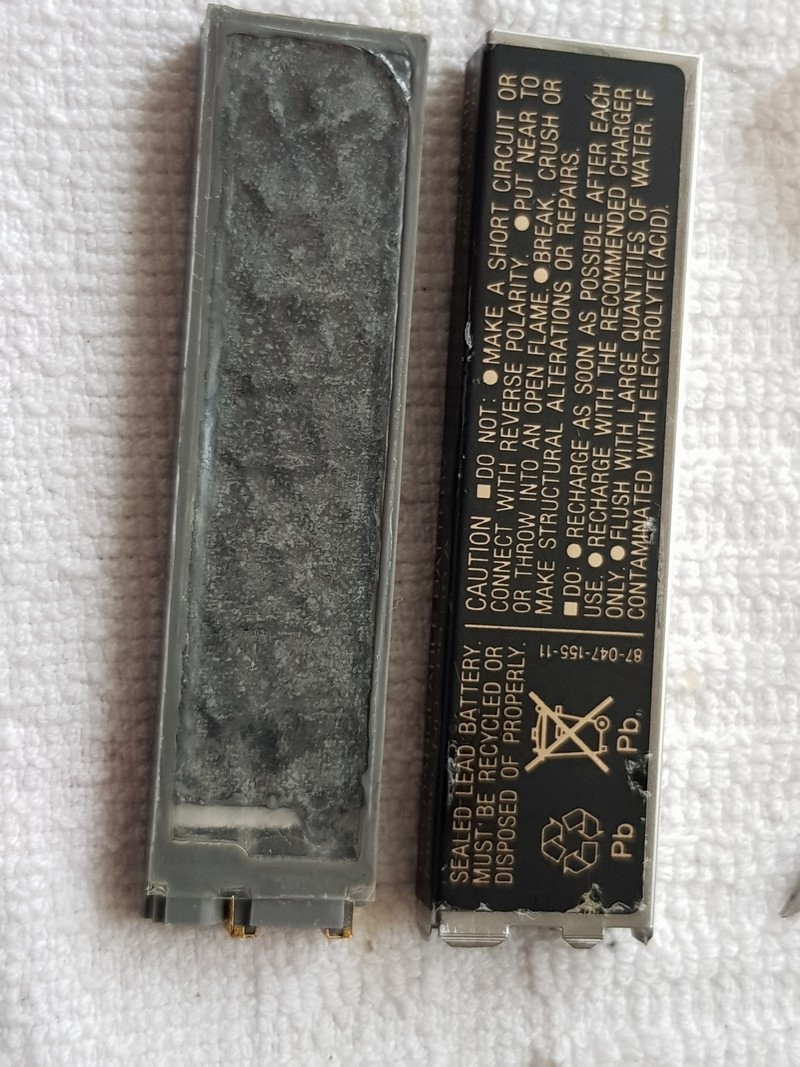 SEALED LEAD BATTERY.
MUST BE RECYCLED OR
DISPOSED OF PROPERLY.
Pb
Pb
87-047-155-11
CAUTION ■DO NOT: ●MAKE A SHORT CIRCUIT OR
CONNECT WITH REVERSE POLARITY. ●PUT NEAR TO
OR THROW INTO AN OPEN FLAME. ●BREAK, CRUSH OR
MAKE STRUCTURAL ALTERATIONS OR REPAIRS.
■DO: ●RECHARGE AS SOON AS POSSIBLE AFTER EACH
USE. ●RECHARGE WITH THE RECOMMENDED CHARGER
ONLY. ●FLUSH WITH LARGE QUANTITIES OF WATER, IF
CONTAMINATED WITH ELECTROLYTE(ACID).